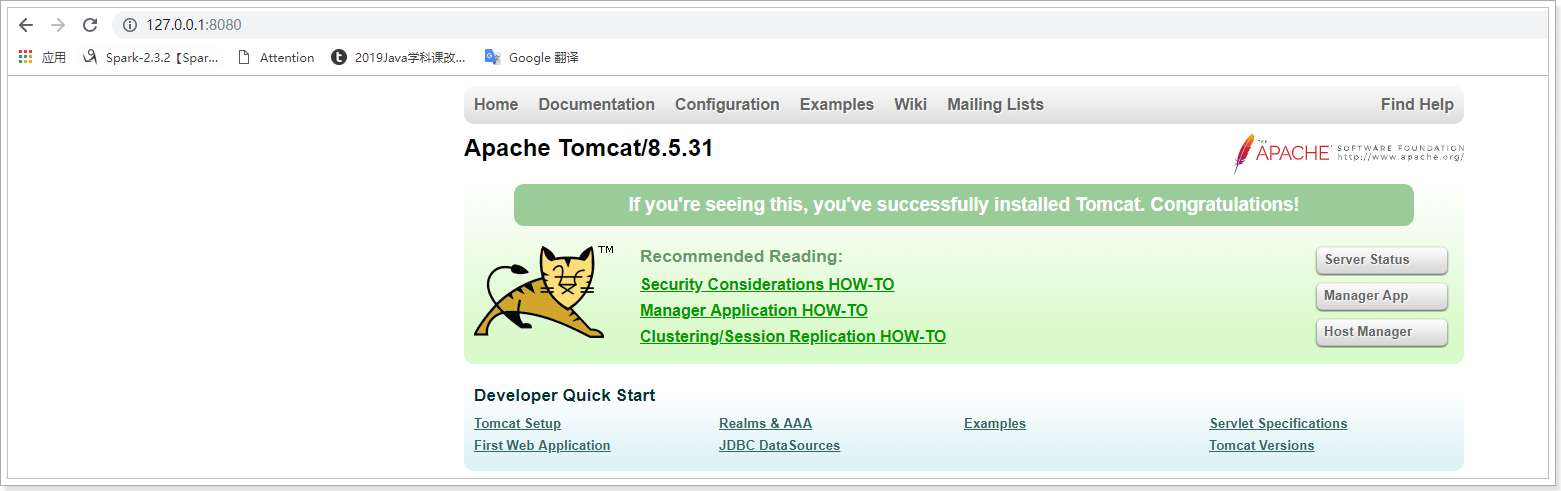 127.0.0.1:8080
应用 Spark-2.3.2【Spar... Attention 2019Java学科课改... Google 翻译
Home Documentation Configuration Examples Wiki Mailing Lists Find Help
Apache Tomcat/8.5.31
THE APACHE SOFTWARE FOUNDATION
http://www.apache.org/
If you're seeing this, you've successfully installed Tomcat. Congratulations!
TM
Recommended Reading:
Security Considerations HOW-TO
Manager Application HOW-TO
Clustering/Session Replication HOW-TO
Server Status
Manager App
Host Manager
Developer Quick Start
Tomcat Setup Realms & AAA Examples Servlet Specifications
First Web Application JDBC DataSources Tomcat Versions